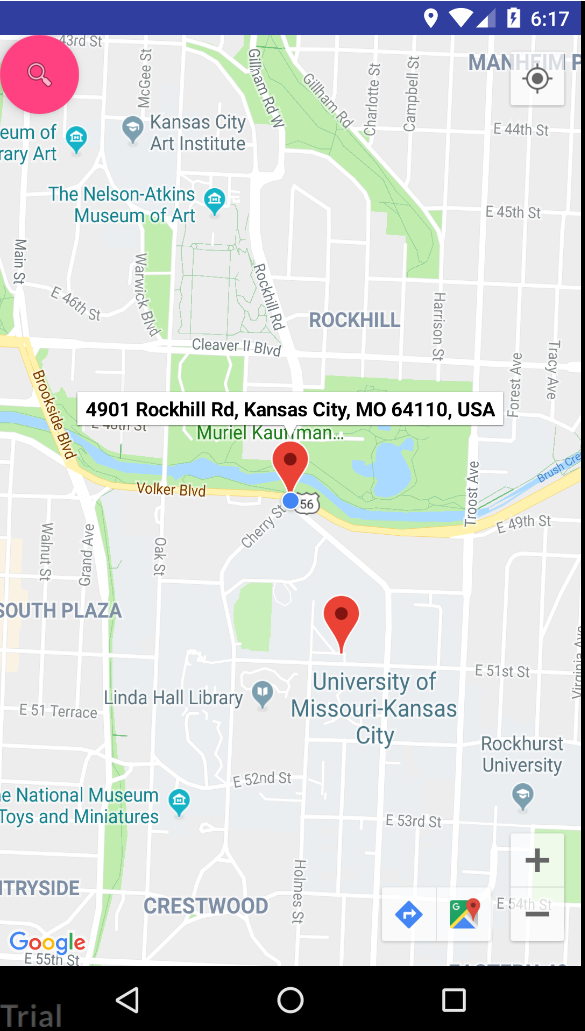 6:17
43rd St
McGee St
Gillham Rd W
Gillham Rd
Charlotte St
Campbell St
MANHEIM P
E 44th St
Kansas City
Art Institute
eum of
rary Art
The Nelson-Atkins
Museum of Art
E 45th St
Main St
Warwick Blvd
E 46th St
Rockhill Rd
ROCKHILL
Harrison St
Cleaver II Blvd
Forest Ave
Tracy Ave
Brookside Blvd
4901 Rockhill Rd, Kansas City, MO 64110, USA
E 48th St
Muriel Kauffman...
Troost Ave
Brush Cre
Volker Blvd
56
Cherry St
E 49th St
Walnut St
Grand Ave
Oak St
SOUTH PLAZA
Virginia Ave
E 51st St
University of
Missouri-Kansas
City
Linda Hall Library
E 51 Terrace
Rockhurst
University
E 52nd St
e National Museum
Toys and Miniatures
E 53rd St
+
NTRYSIDE
CRESTWOOD
Holmes St
E 54th St
−
Google
E 55th St
Trial